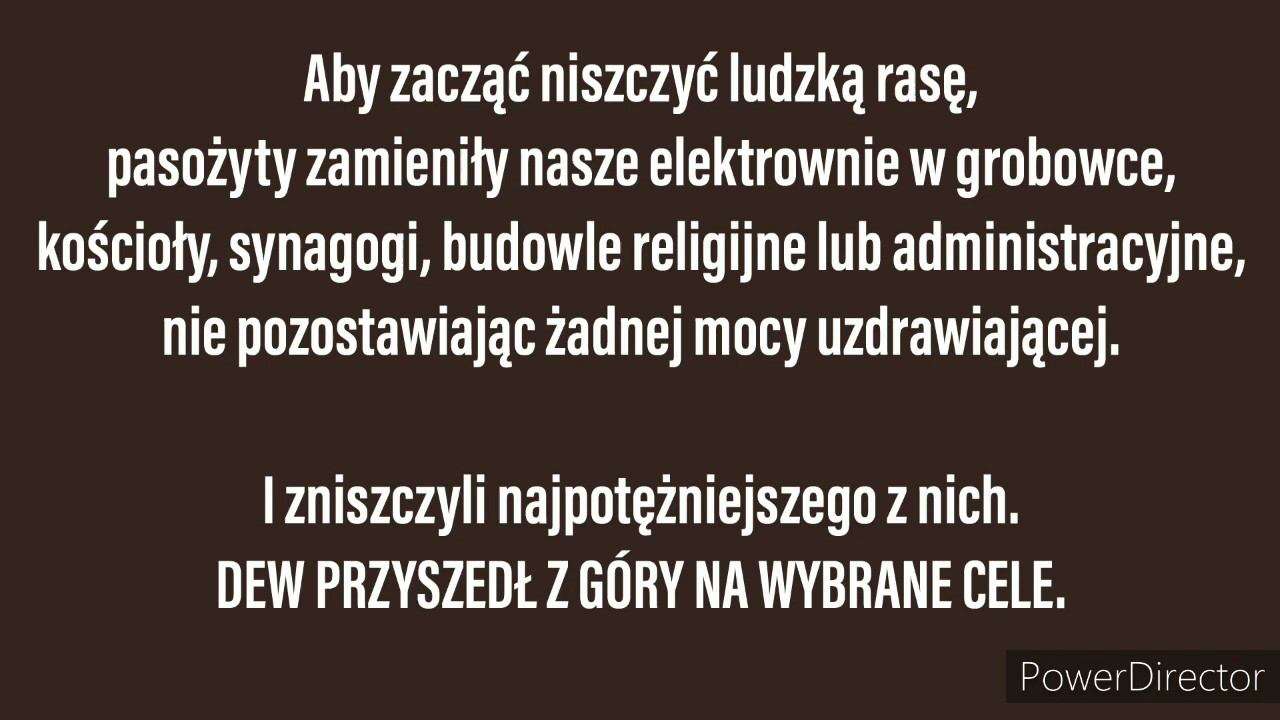 Aby zacząć niszczyć ludzką rasę,
pasożyty zamieniły nasze elektrownie w grobowce,
kościoły, synagogi, budowle religijne lub administracyjne,
nie pozostawiając żadnej mocy uzdrawiającej.
I zniszczyli najpotężniejszego z nich.
DEW PRZYSZEDŁ Z GÓRY NA WYBRANE CELE.
PowerDirector